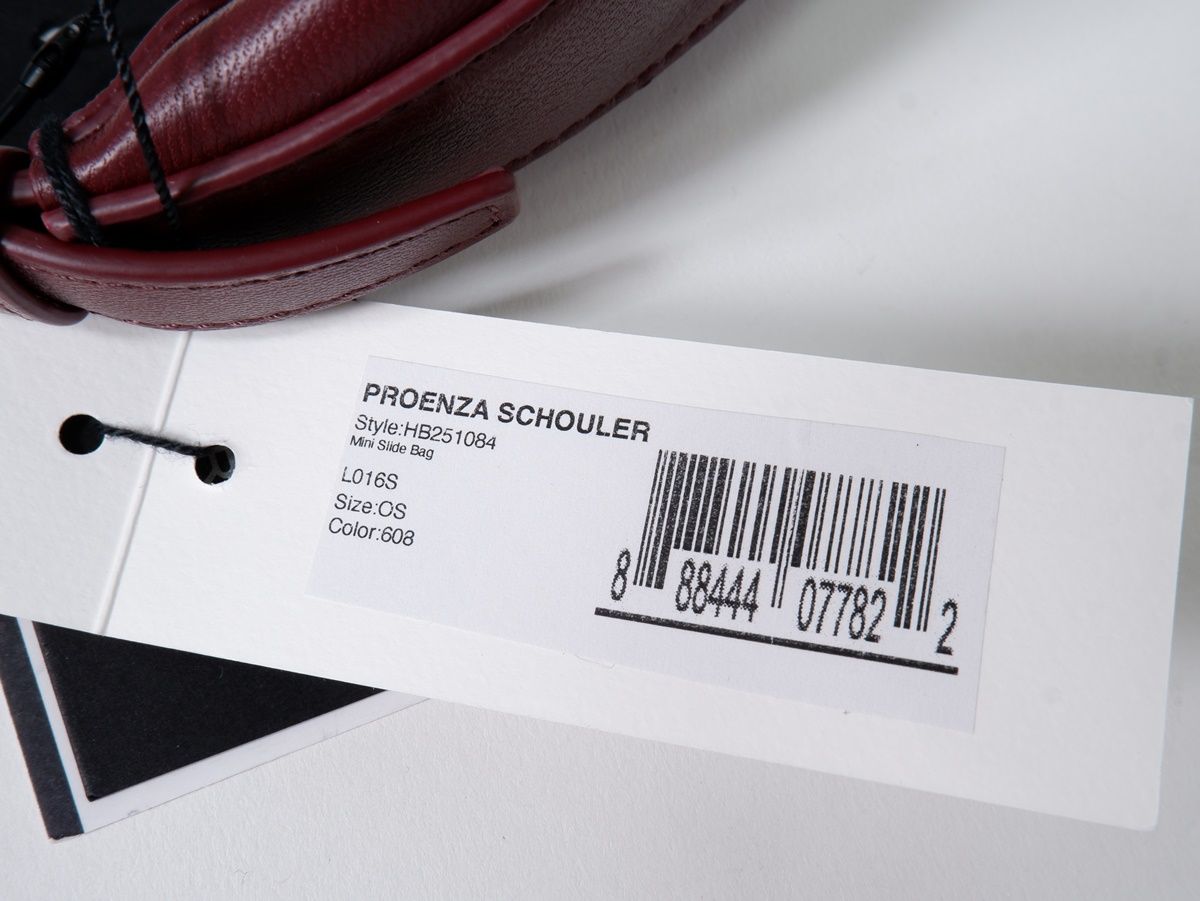 PROENZA SCHOULER
Style:HB251084
Mini Slide Bag
L016S
Size:OS
Color:608
8 88444 07782 2